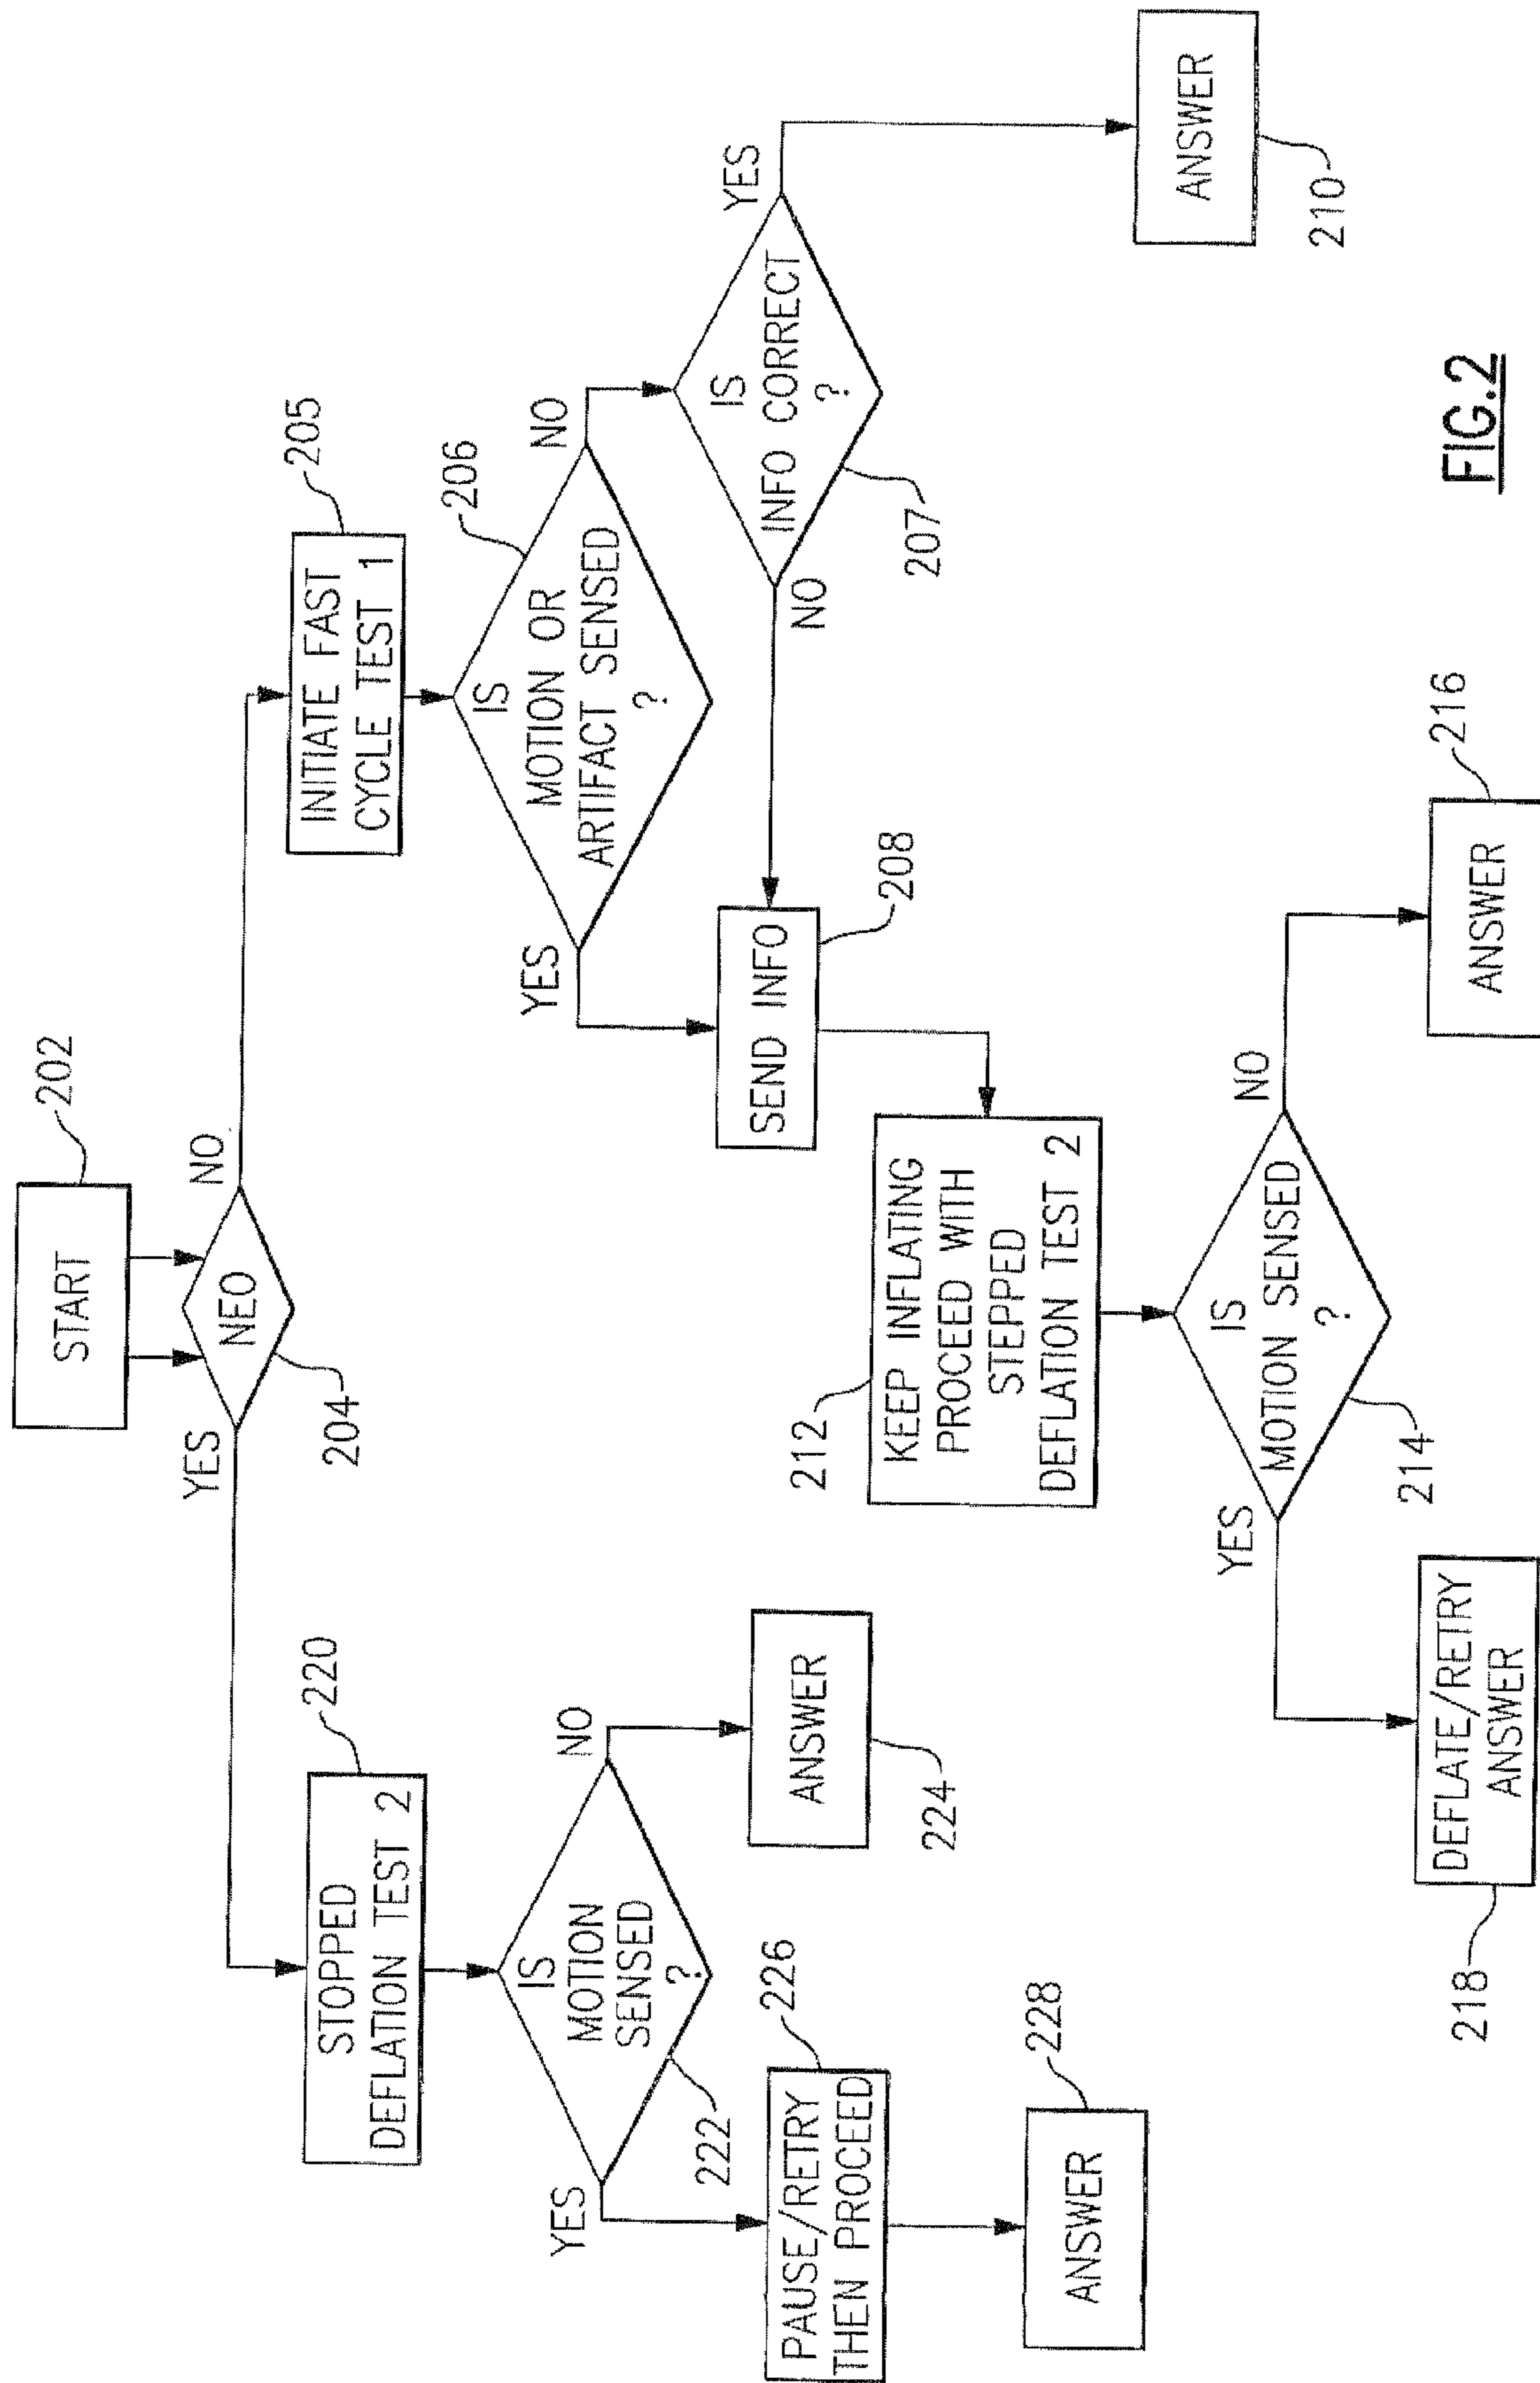 START
202
NEO
204
YES
NO
STOPPED
DEFLATION TEST 2
220
INITIATE FAST
CYCLE TEST 1
205
IS
MOTION
SENSED
?
222
YES
NO
IS
MOTION OR
ARTIFACT SENSED
?
206
YES
NO
PAUSE/RETRY
THEN PROCEED
226
ANSWER
224
SEND INFO
208
IS
INFO CORRECT
?
207
NO
YES
ANSWER
228
KEEP INFLATING
PROCEED WITH
STEPPED
DEFLATION TEST 2
212
ANSWER
210
IS
MOTION SENSED
?
214
YES
NO
DEFLATE/RETRY
ANSWER
218
ANSWER
216
FIG.2